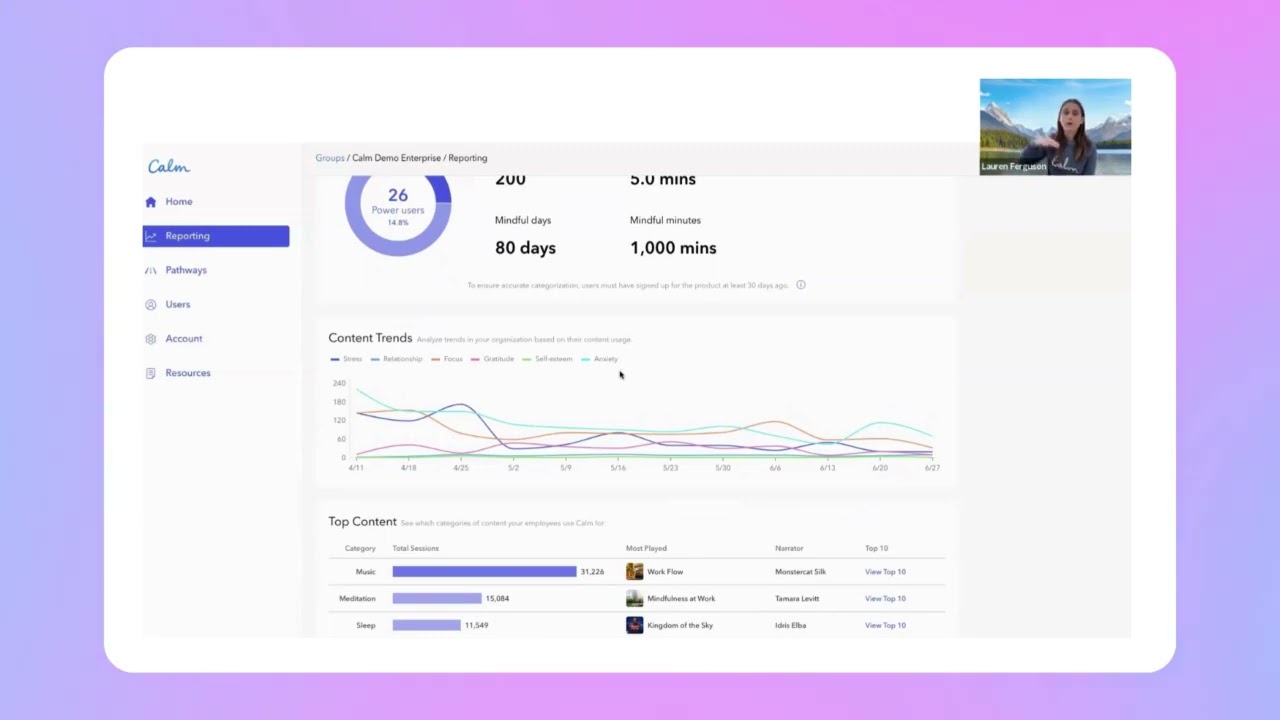 Calm
Home
Reporting
Pathways
Users
Account
Resources
Groups / Calm Demo Enterprise / Reporting
26
Power users
14.8%
200
5.0 mins
Mindful days
Mindful minutes
80 days
1,000 mins
To ensure accurate categorization, users must have signed up for the product at least 30 days ago.
Content Trends Analyze trends in your organization based on their content usage.
Stress Relationship Focus Gratitude Self-esteem Anxiety
240
180
120
60
0
4/11 4/18 4/25 5/2 5/9 5/16 5/23 5/30 6/6 6/13 6/20 6/27
Top Content See which categories of content your employees use Calm for.
Category Total Sessions Most Played Narrator Top 10
Music 31,226 Work Flow Monstercat Silk View Top 10
Meditation 15,084 Mindfulness at Work Tamara Levitt View Top 10
Sleep 11,549 Kingdom of the Sky Idris Elba View Top 10
Lauren Ferguson
Calm